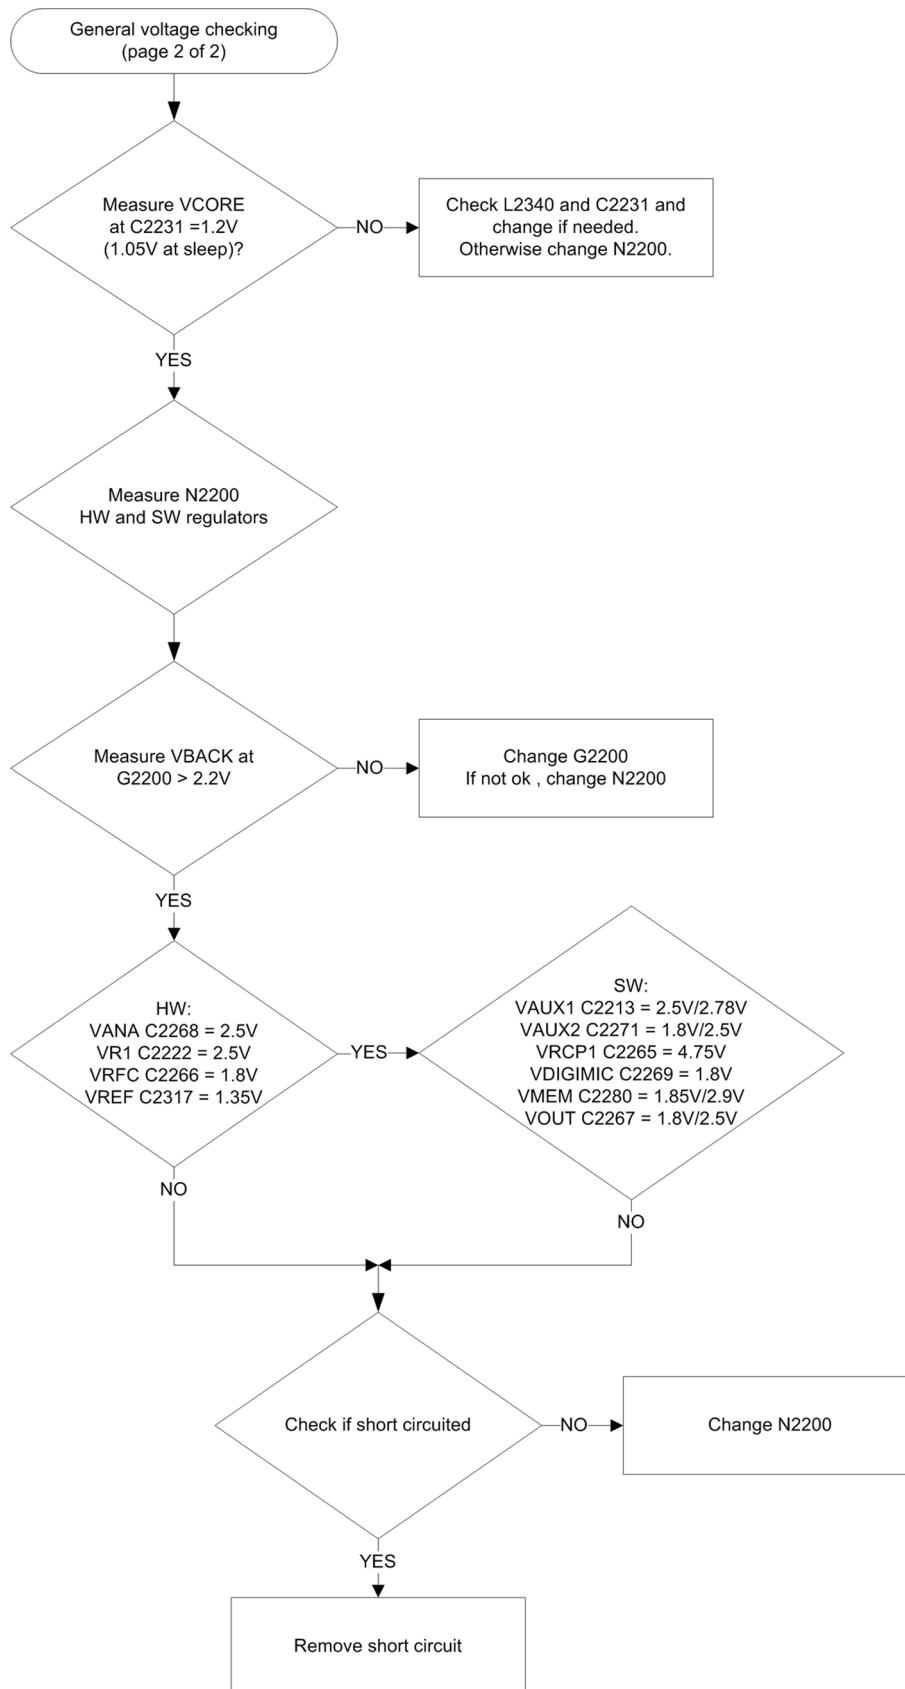 General voltage checking
(page 2 of 2)
Measure VCORE
at C2231 =1.2V
(1.05V at sleep)?
NO
Check L2340 and C2231 and
change if needed.
Otherwise change N2200.
YES
Measure N2200
HW and SW regulators
Measure VBACK at
G2200 > 2.2V
NO
Change G2200
If not ok , change N2200
YES
HW:
VANA C2268 = 2.5V
VR1 C2222 = 2.5V
VRFC C2266 = 1.8V
VREF C2317 = 1.35V
YES
SW:
VAUX1 C2213 = 2.5V/2.78V
VAUX2 C2271 = 1.8V/2.5V
VRCP1 C2265 = 4.75V
VDIGIMIC C2269 = 1.8V
VMEM C2280 = 1.85V/2.9V
VOUT C2267 = 1.8V/2.5V
NO
NO
Check if short circuited
NO
Change N2200
YES
Remove short circuit